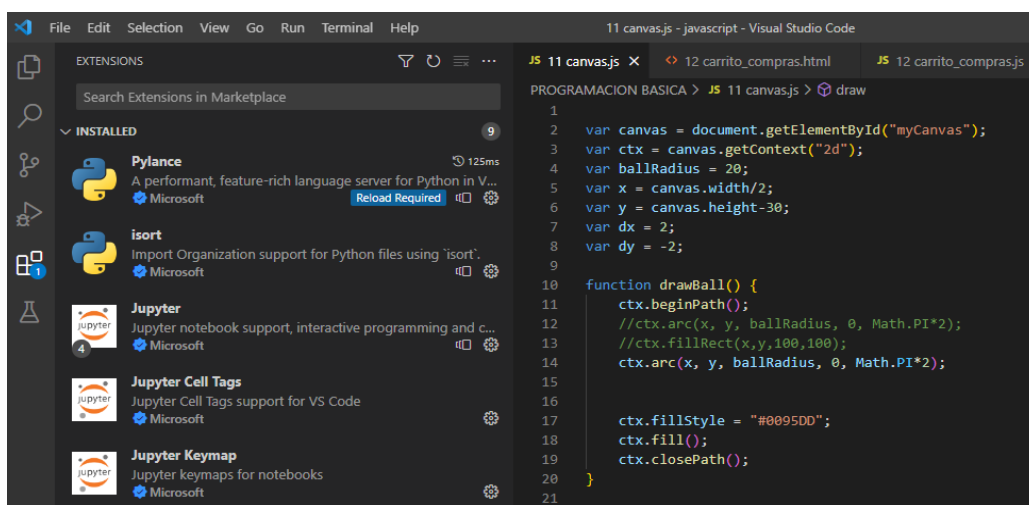 File Edit Selection View Go Run Terminal Help
11 canvas.js - javascript - Visual Studio Code
EXTENSIONS
Search Extensions in Marketplace
INSTALLED 9
Pylance 125ms
A performant, feature-rich language server for Python in V...
Microsoft Reload Required
isort
Import Organization support for Python files using `isort`.
Microsoft
Jupyter
Jupyter notebook support, interactive programming and c...
Microsoft
jupyter
4
Jupyter Cell Tags
Jupyter Cell Tags support for VS Code
Microsoft
jupyter
Jupyter Keymap
Jupyter keymaps for notebooks
Microsoft
jupyter
1
JS 11 canvas.js × <> 12 carrito_compras.html JS 12 carrito_compras.js
PROGRAMACION BASICA > JS 11 canvas.js > draw
1
2 var canvas = document.getElementById("myCanvas");
3 var ctx = canvas.getContext("2d");
4 var ballRadius = 20;
5 var x = canvas.width/2;
6 var y = canvas.height-30;
7 var dx = 2;
8 var dy = -2;
9
10 function drawBall() {
11 ctx.beginPath();
12 //ctx.arc(x, y, ballRadius, 0, Math.PI*2);
13 //ctx.fillRect(x,y,100,100);
14 ctx.arc(x, y, ballRadius, 0, Math.PI*2);
15
16
17 ctx.fillStyle = "#0095DD";
18 ctx.fill();
19 ctx.closePath();
20 }
21